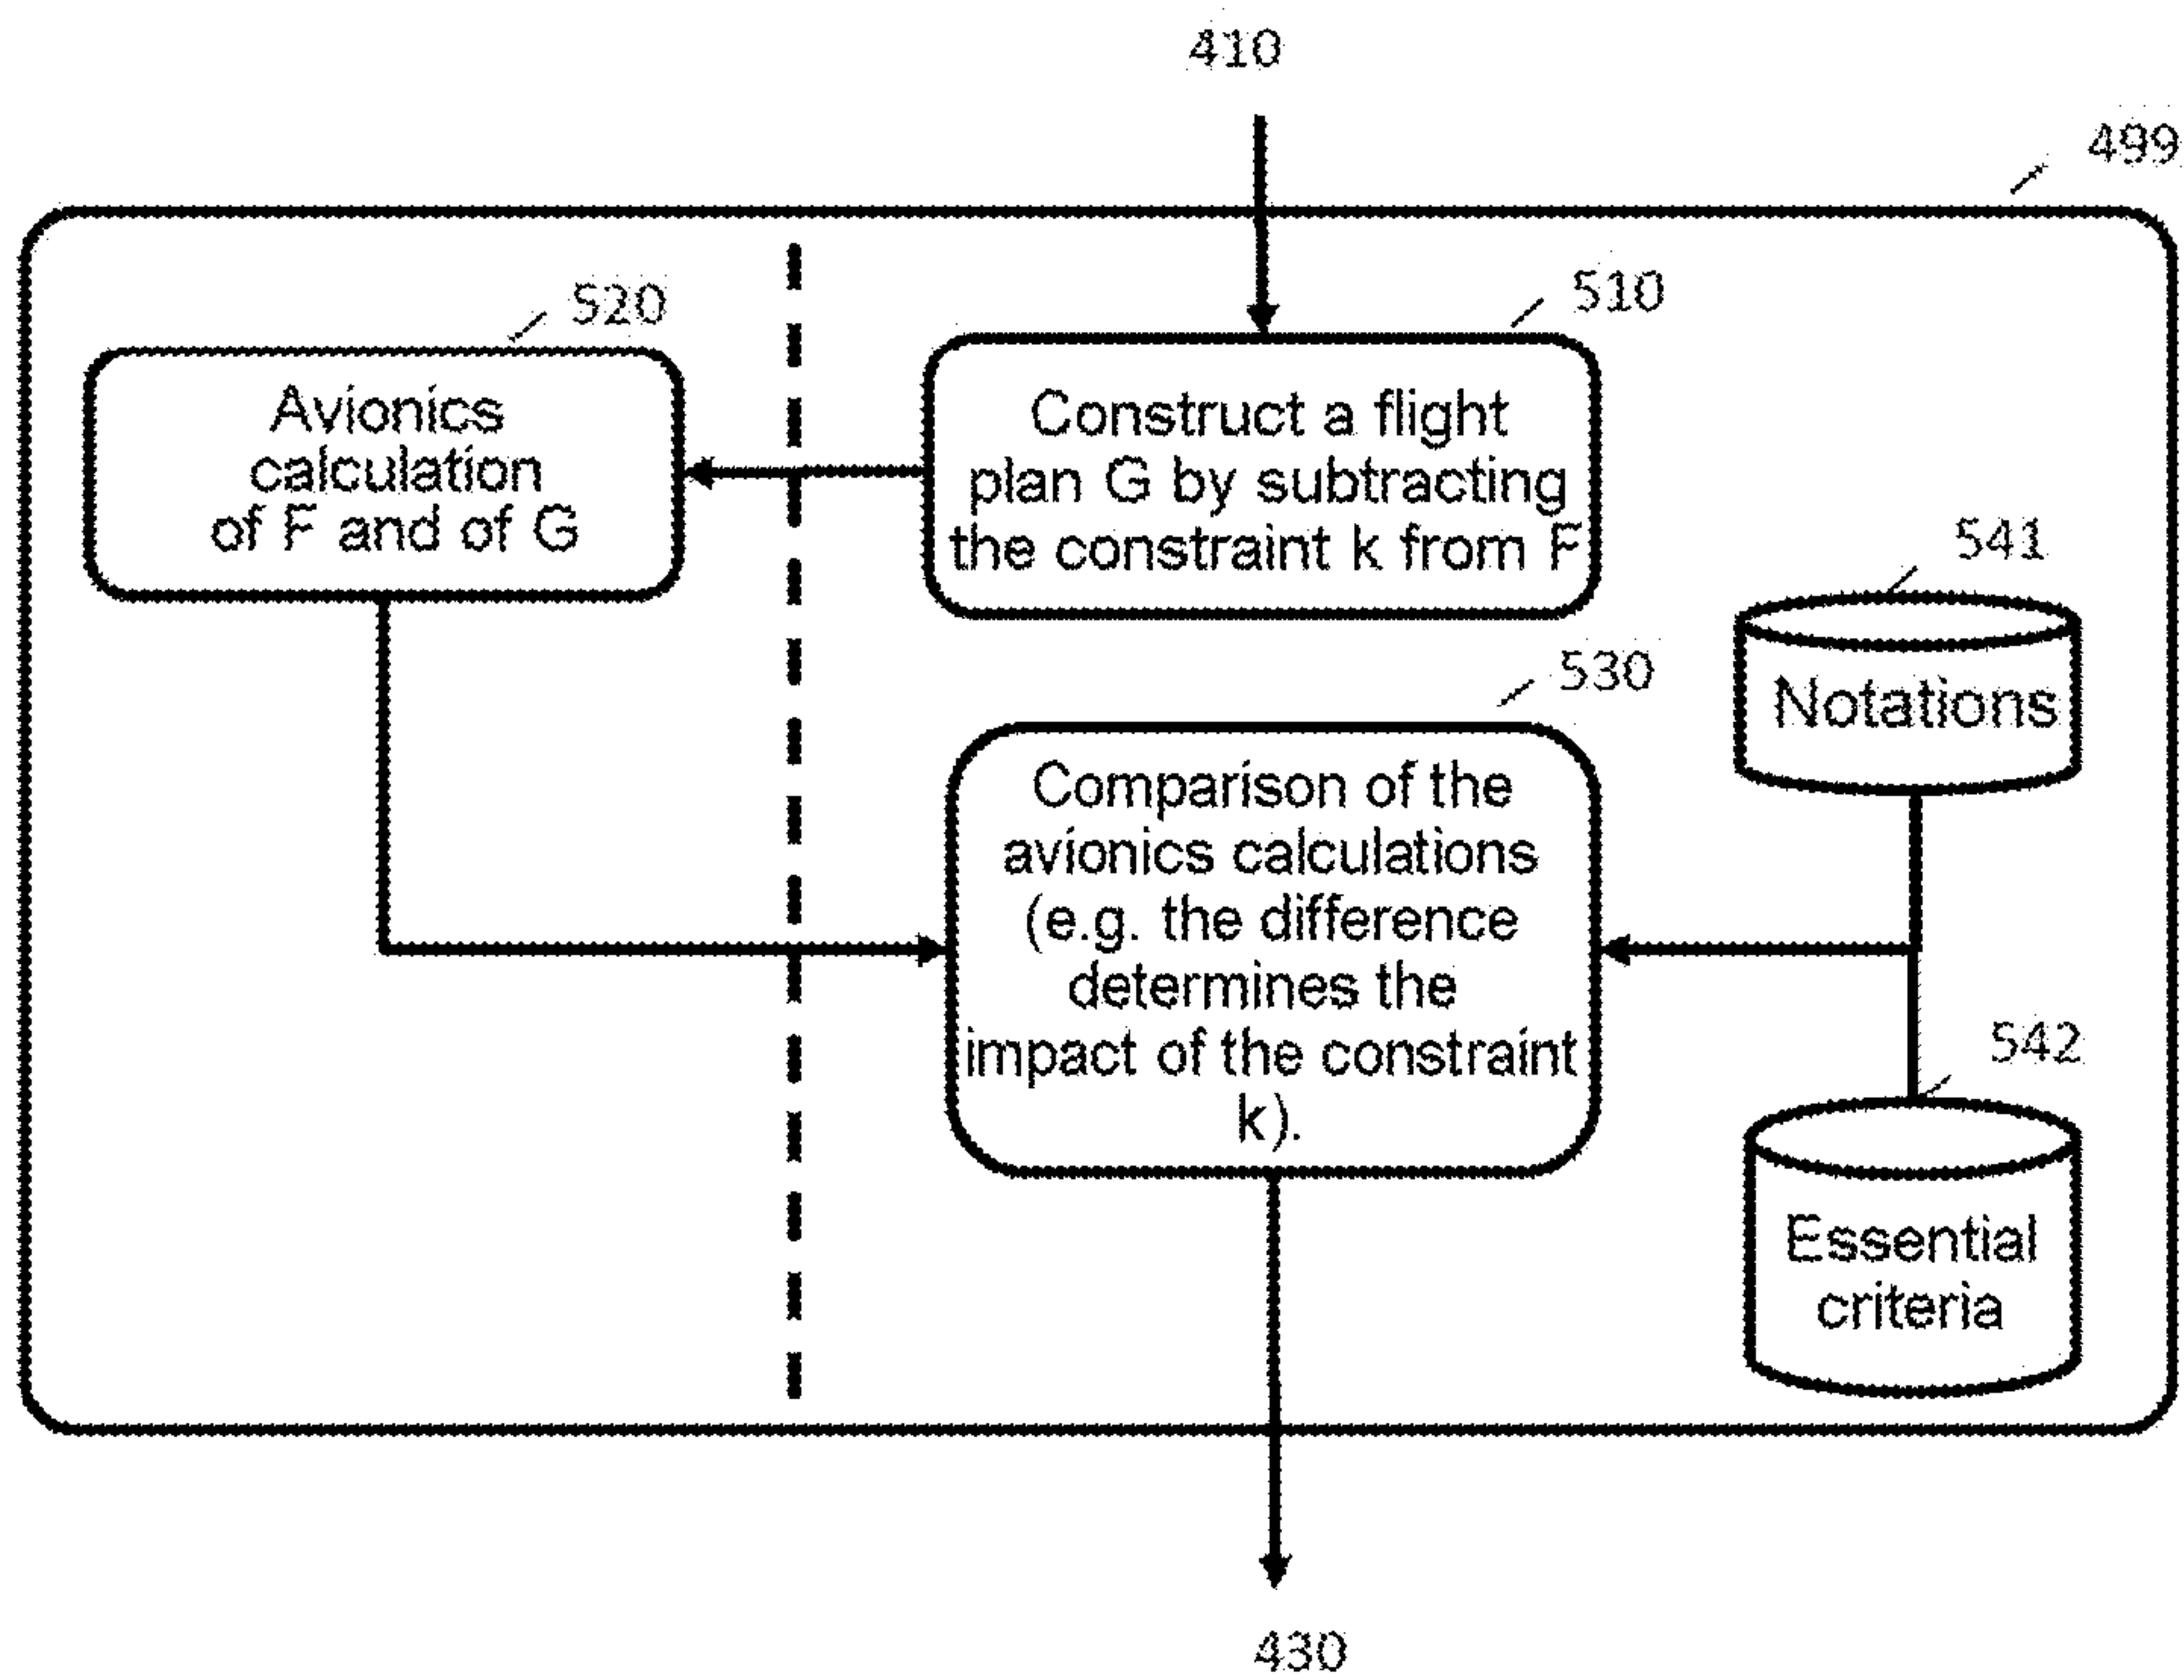 410
499
520
510
Avionics
calculation
of F and of G
Construct a flight
plan G by subtracting
the constraint k from F
541
Notations
530
Comparison of the
avionics calculations
(e.g. the difference
determines the
impact of the constraint
k).
542
Essential
criteria
430